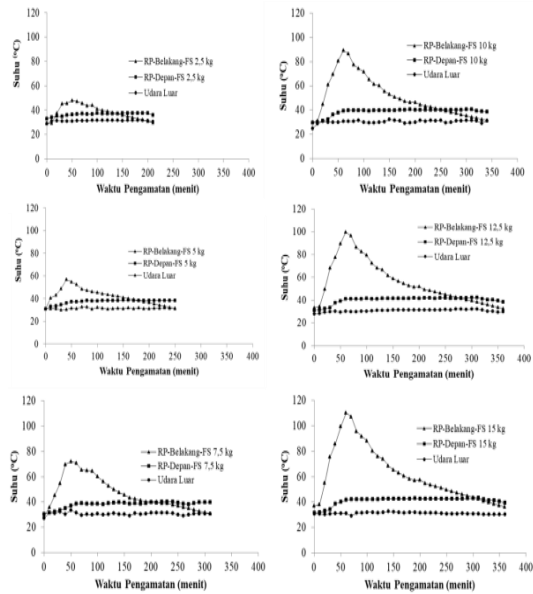 Suhu (°C)
120
100
80
60
40
20
0
RP-Belakang-FS 2,5 kg
RP-Depan-FS 2,5 kg
Udara Luar
0 50 100 150 200 250 300 350 400
Waktu Pengamatan (menit)
Suhu (°C)
120
100
80
60
40
20
0
RP-Belakang-FS 10 kg
RP-Depan-FS 10 kg
Udara Luar
0 50 100 150 200 250 300 350 400
Waktu Pengamatan (menit)
Suhu (°C)
120
100
80
60
40
20
0
RP-Belakang-FS 5 kg
RP-Depan-FS 5 kg
Udara Luar
0 50 100 150 200 250 300 350 400
Waktu Pengamatan (menit)
Suhu (°C)
120
100
80
60
40
20
0
RP-Belakang-FS 12,5 kg
RP-Depan-FS 12,5 kg
Udara Luar
0 50 100 150 200 250 300 350 400
Waktu Pengamatan (menit)
Suhu (°C)
120
100
80
60
40
20
0
RP-Belakang-FS 7,5 kg
RP-Depan-FS 7,5 kg
Udara Luar
0 50 100 150 200 250 300 350 400
Waktu Pengamatan (menit)
Suhu (°C)
120
100
80
60
40
20
0
RP-Belakang-FS 15 kg
RP-Depan-FS 15 kg
Udara Luar
0 50 100 150 200 250 300 350 400
Waktu Pengamatan (menit)